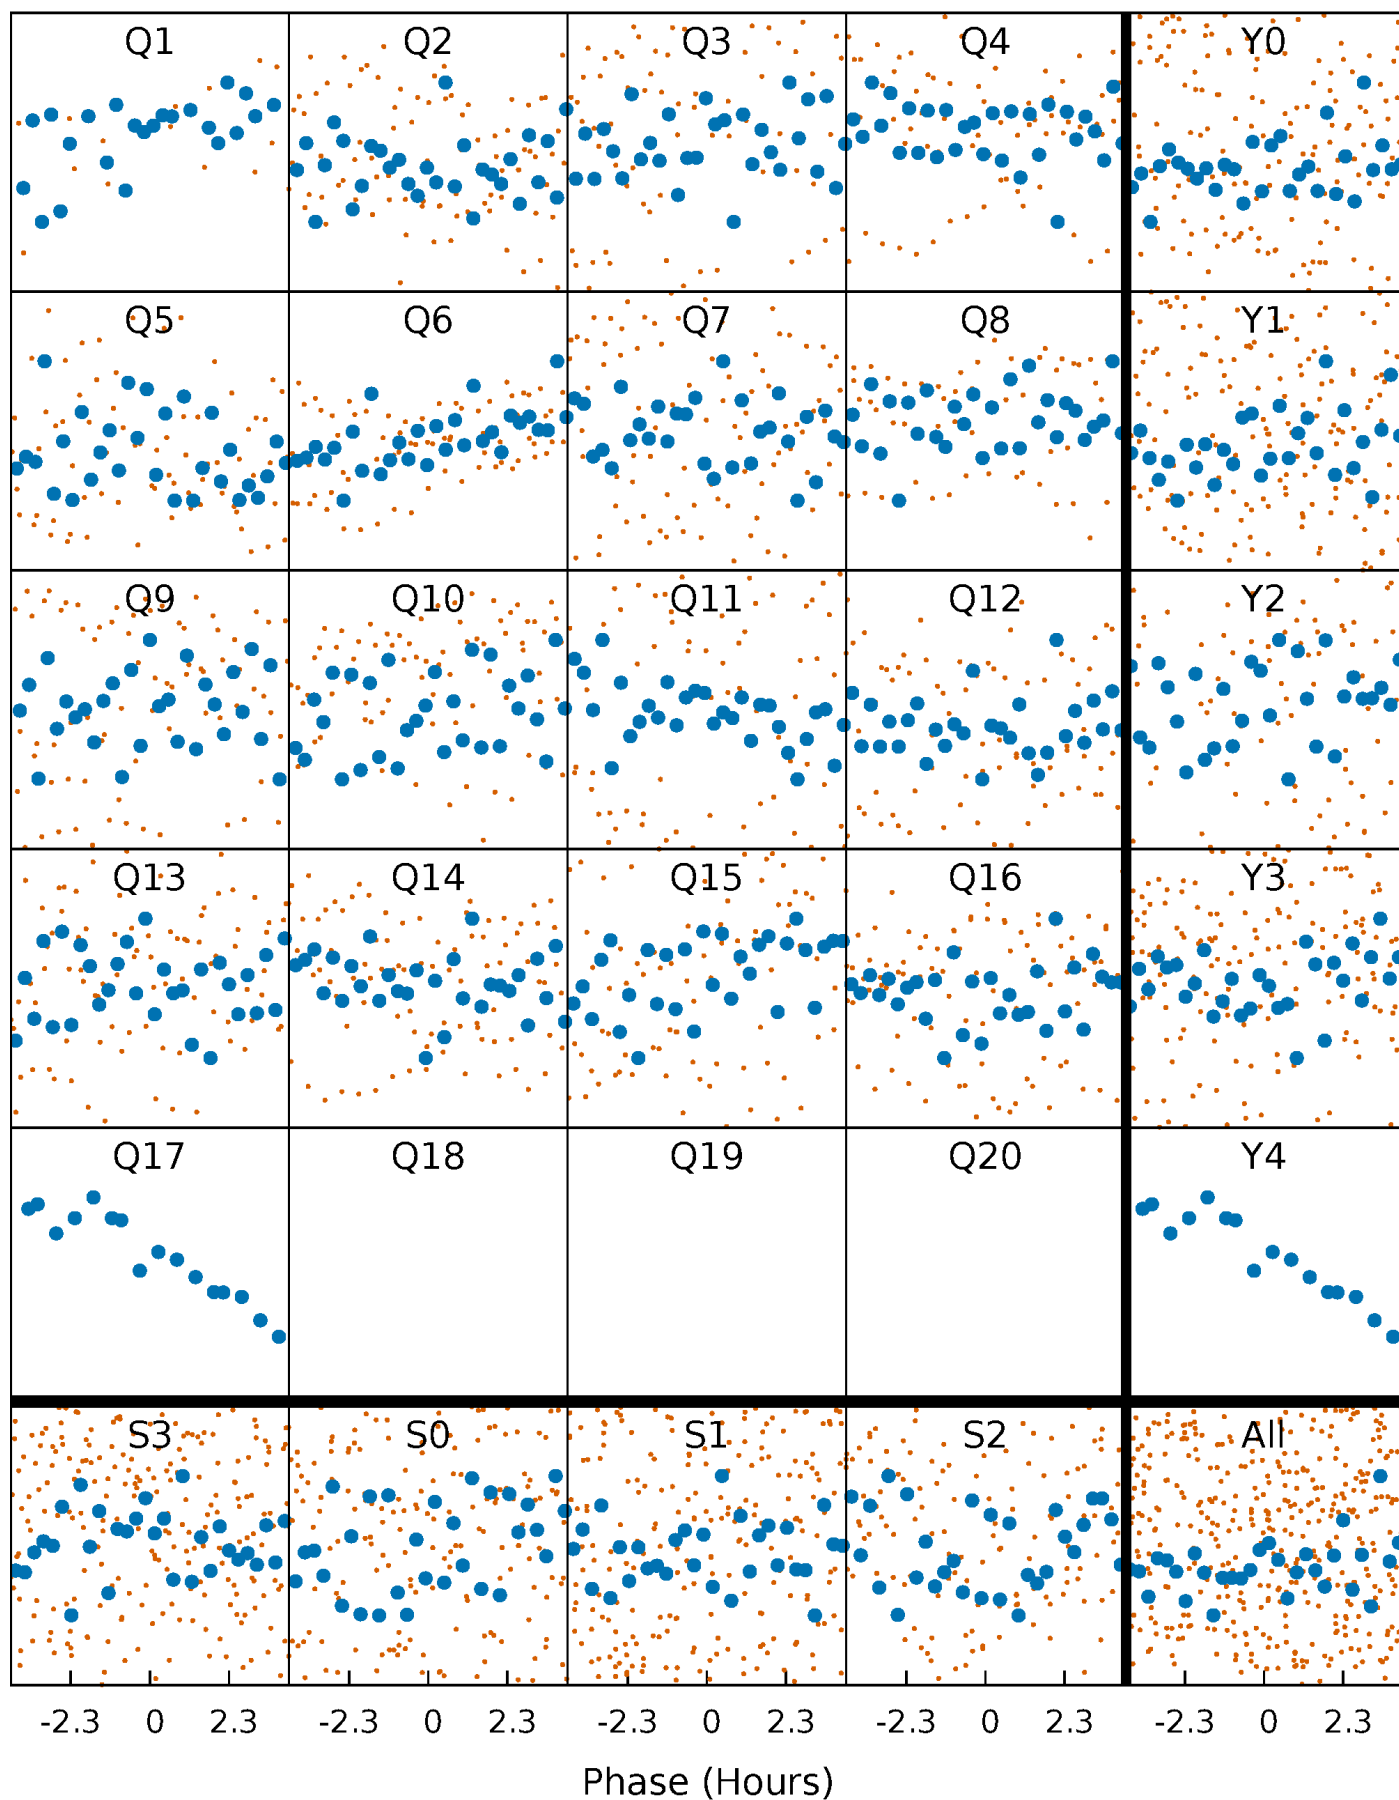 Q1 Q2 Q3 Q4 Y0
Q5 Q6 Q7 Q8 Y1
Q9 Q10 Q11 Q12 Y2
Q13 Q14 Q15 Q16 Y3
Q17 Q18 Q19 Q20 Y4
S3 S0 S1 S2 All
-2.3 0 2.3 -2.3 0 2.3 -2.3 0 2.3 -2.3 0 2.3 -2.3 0 2.3
Phase (Hours)